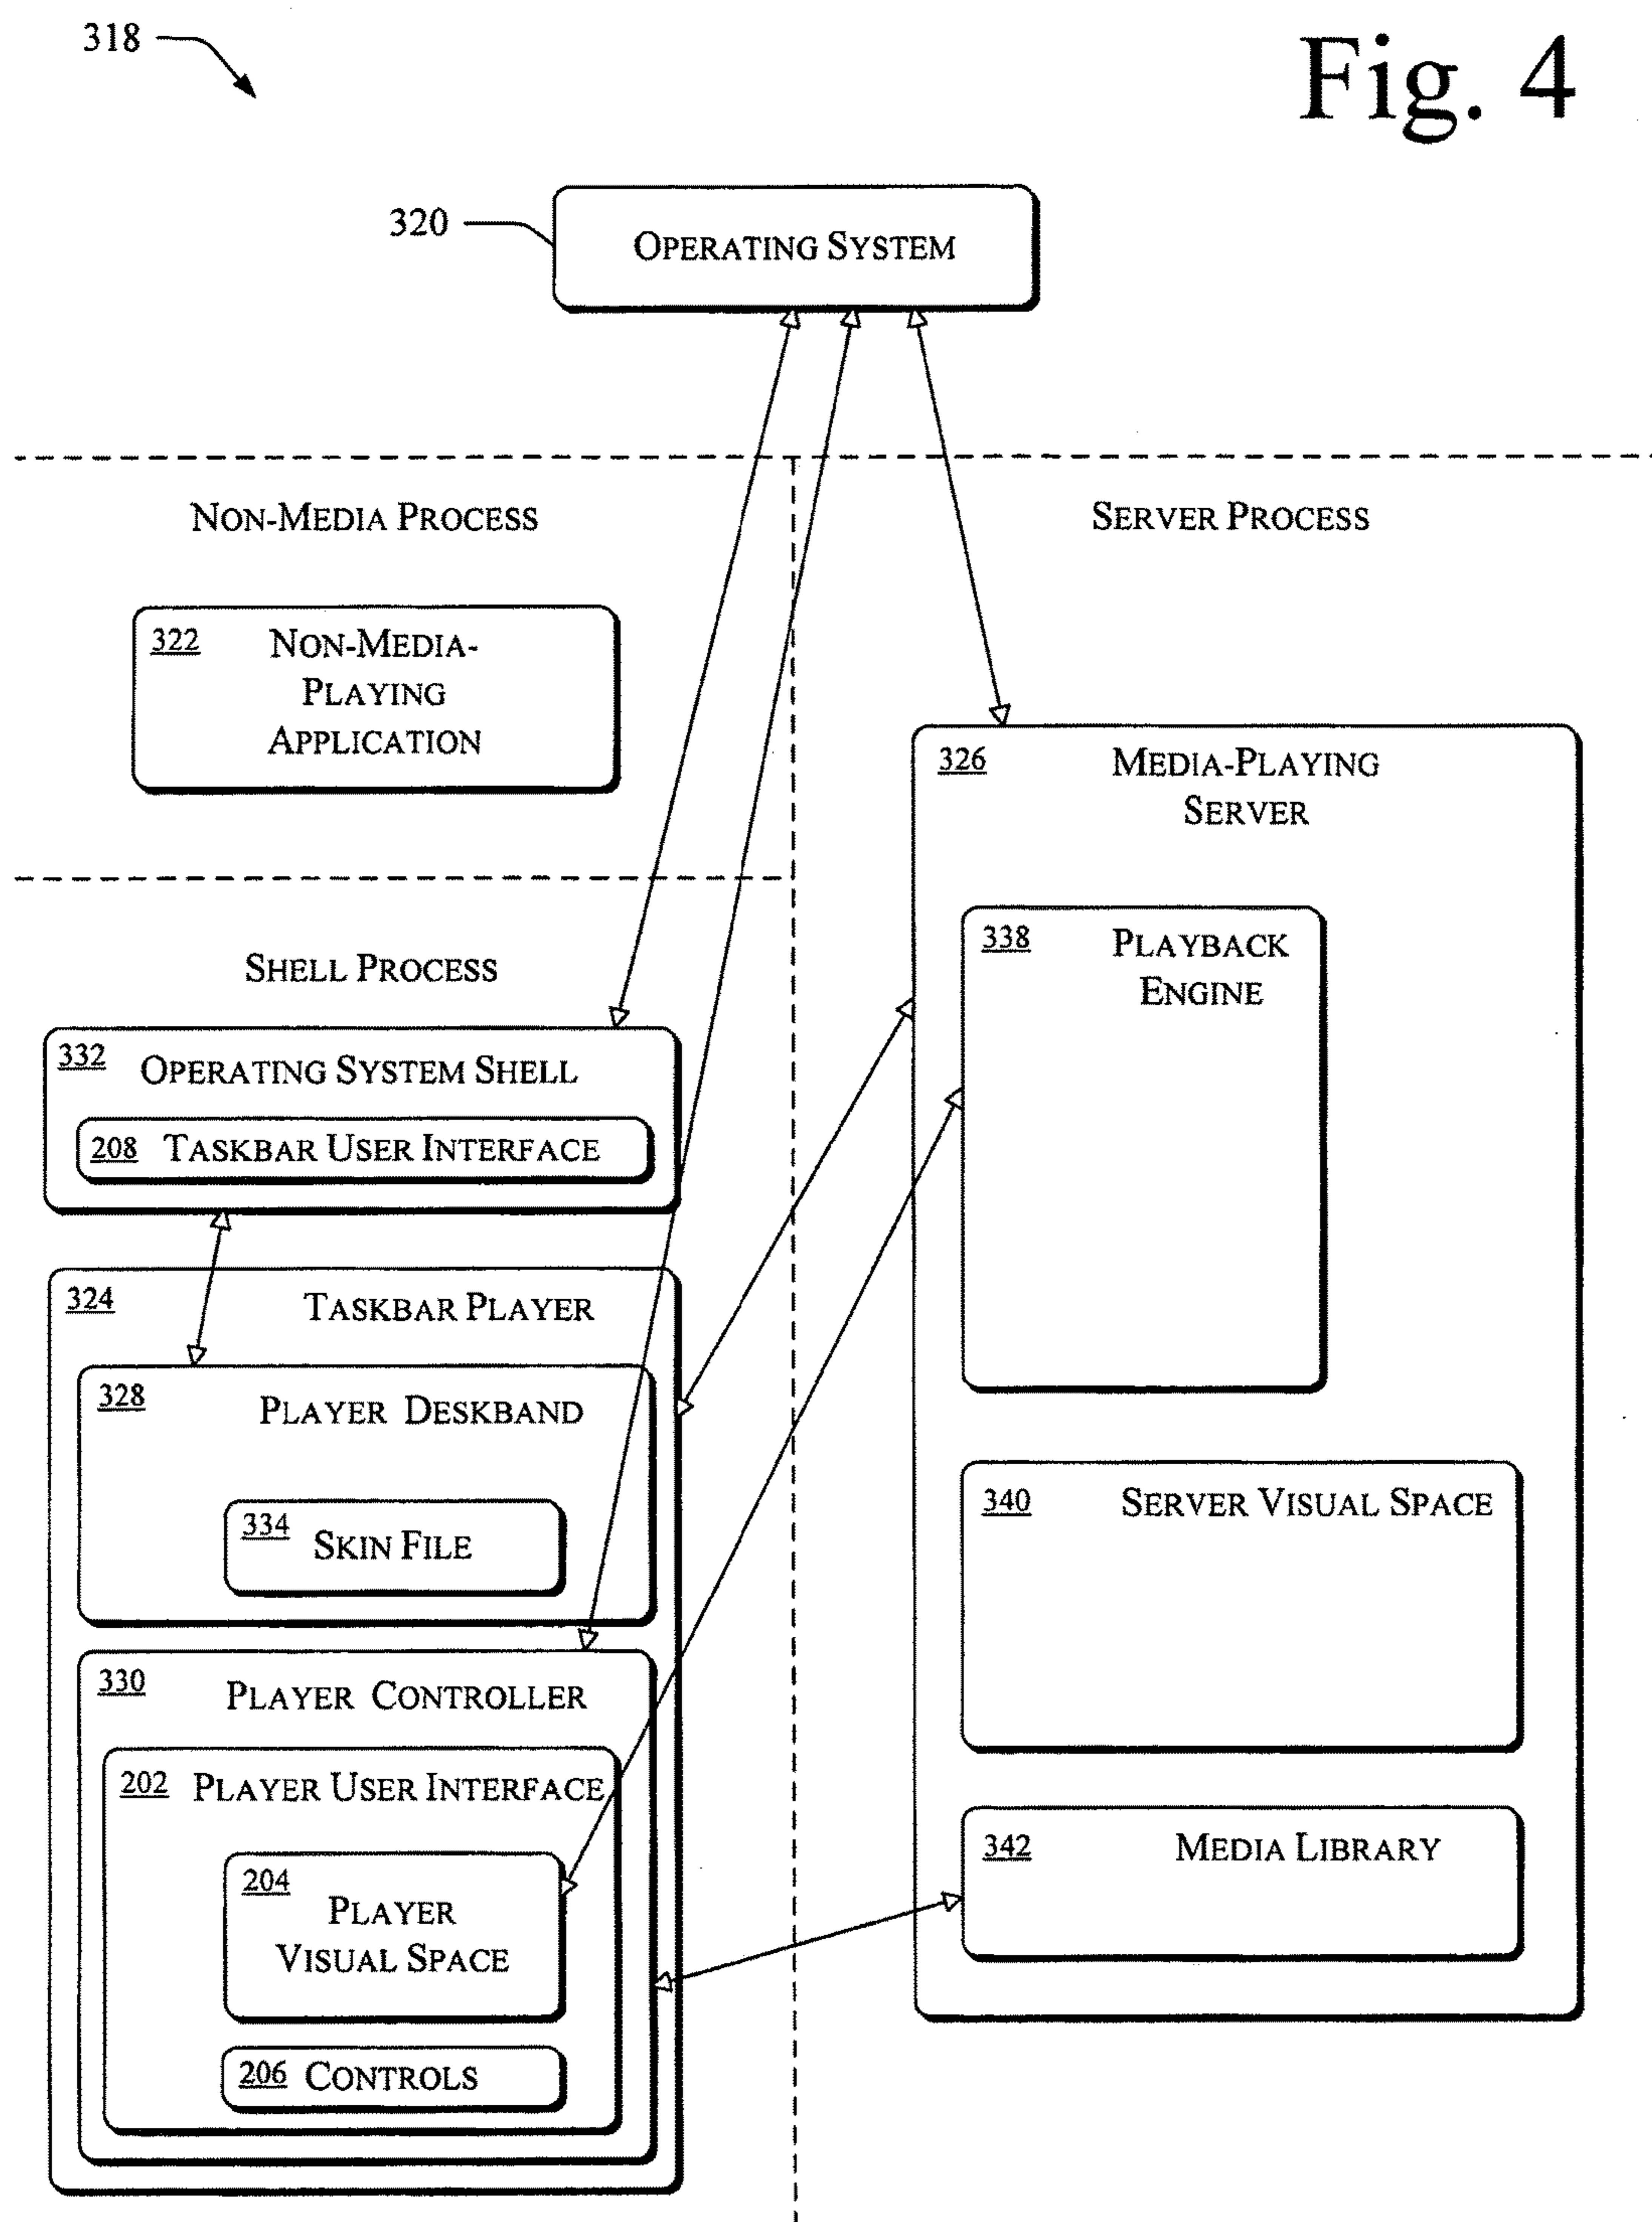 318
Fig. 4
320
OPERATING SYSTEM
NON-MEDIA PROCESS
SERVER PROCESS
322 NON-MEDIA-
PLAYING
APPLICATION
326 MEDIA-PLAYING
SERVER
338 PLAYBACK
ENGINE
SHELL PROCESS
332 OPERATING SYSTEM SHELL
208 TASKBAR USER INTERFACE
324 TASKBAR PLAYER
328 PLAYER DESKBAND
334 SKIN FILE
340 SERVER VISUAL SPACE
330 PLAYER CONTROLLER
202 PLAYER USER INTERFACE
204 PLAYER
VISUAL SPACE
206 CONTROLS
342 MEDIA LIBRARY